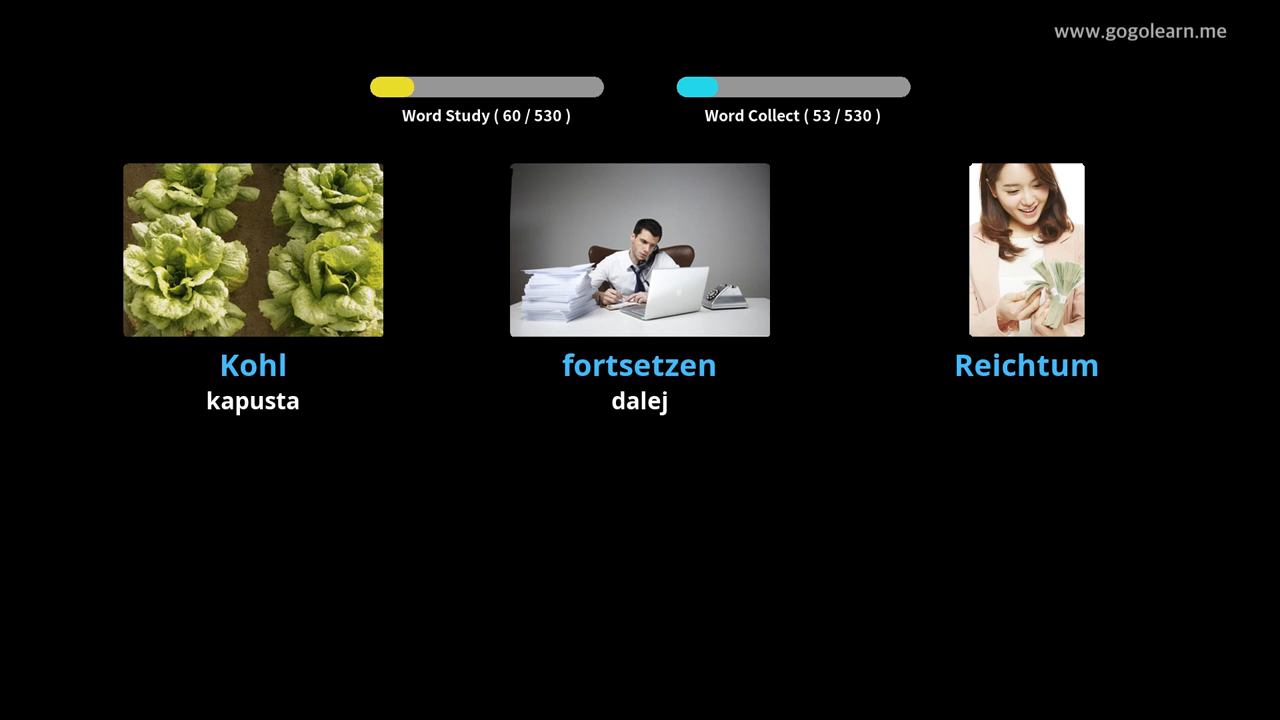 www.gogolearn.me
Word Study ( 60 / 530 )
Word Collect ( 53 / 530 )
Kohl
kapusta
fortsetzen
dalej
Reichtum